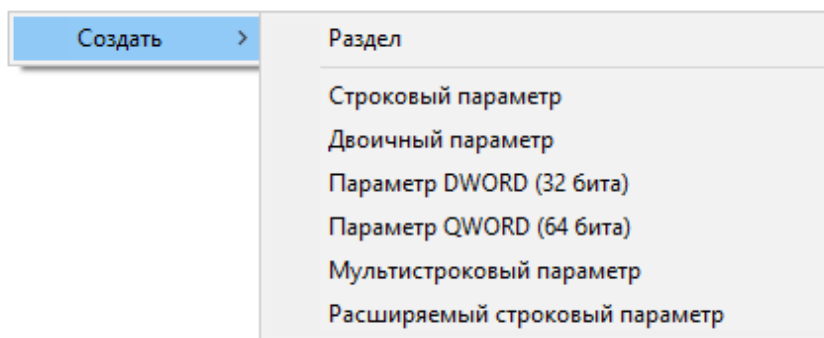 Создать
Раздел
Строковый параметр
Двоичный параметр
Параметр DWORD (32 бита)
Параметр QWORD (64 бита)
Мультистроковый параметр
Расширяемый строковый параметр